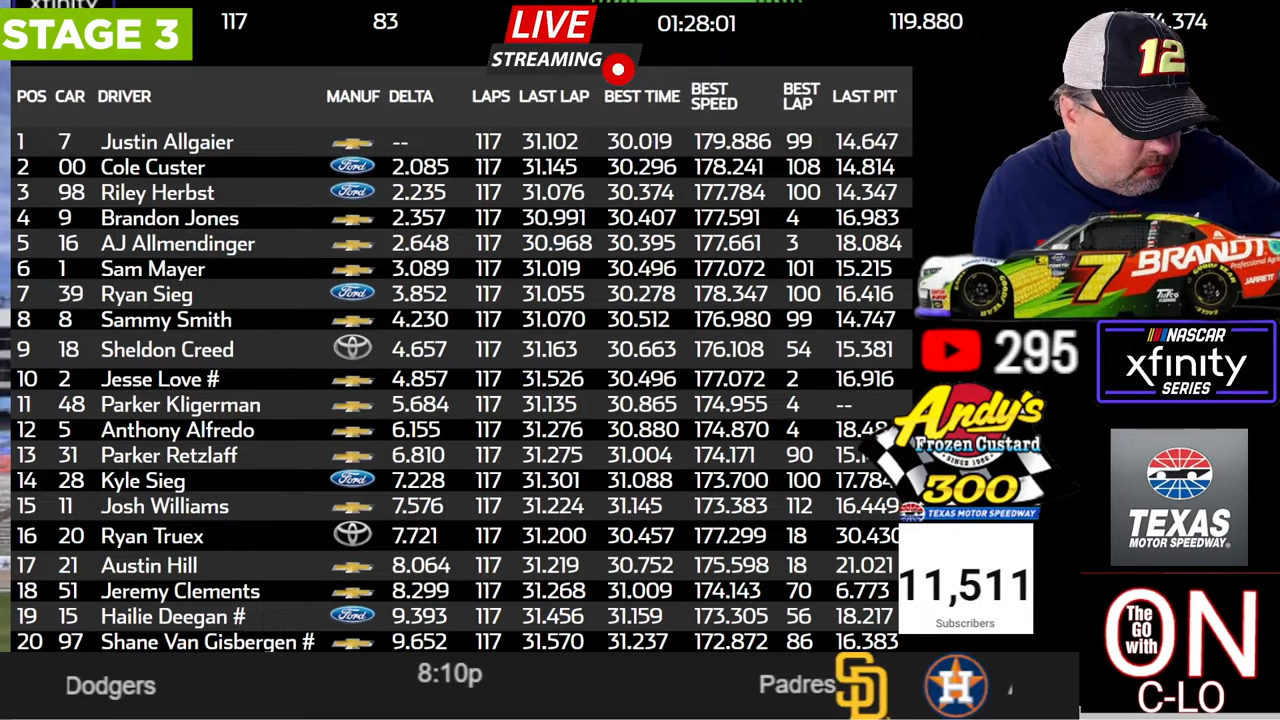 xfinity
STAGE 3
117 83 01:28:01 119.880 74.374
LIVE
STREAMING
POS CAR DRIVER MANUF DELTA LAPS LAST LAP BEST TIME BEST SPEED BEST LAP LAST PIT
1 7 Justin Allgaier -- 117 31.102 30.019 179.886 99 14.647
2 00 Cole Custer Ford 2.085 117 31.145 30.296 178.241 108 14.814
3 98 Riley Herbst Ford 2.235 117 31.076 30.374 177.784 100 14.347
4 9 Brandon Jones 2.357 117 30.991 30.407 177.591 4 16.983
5 16 AJ Allmendinger 2.648 117 30.968 30.395 177.661 3 18.084
6 1 Sam Mayer 3.089 117 31.019 30.496 177.072 101 15.215
7 39 Ryan Sieg Ford 3.852 117 31.055 30.278 178.347 100 16.416
8 8 Sammy Smith 4.230 117 31.070 30.512 176.980 99 14.747
9 18 Sheldon Creed 4.657 117 31.163 30.663 176.108 54 15.381
10 2 Jesse Love # 4.857 117 31.526 30.496 177.072 2 16.916
11 48 Parker Kligerman 5.684 117 31.135 30.865 174.955 4 --
12 5 Anthony Alfredo 6.155 117 31.276 30.880 174.870 4 18.48
13 31 Parker Retzlaff 6.810 117 31.275 31.004 174.171 90 15.1
14 28 Kyle Sieg Ford 7.228 117 31.301 31.088 173.700 100 17.784
15 11 Josh Williams 7.576 117 31.224 31.145 173.383 112 16.449
16 20 Ryan Truex 7.721 117 31.200 30.457 177.299 18 30.430
17 21 Austin Hill 8.064 117 31.219 30.752 175.598 18 21.021
18 51 Jeremy Clements 8.299 117 31.268 31.009 174.143 70 6.773
19 15 Hailie Deegan # Ford 9.393 117 31.456 31.159 173.305 56 18.217
20 97 Shane Van Gisbergen # 9.652 117 31.570 31.237 172.872 86 16.383
12
7 BRANDT
Professional
JARRETT
295
NASCAR
xfinity
SERIES
Andy's
Frozen Custard
300
TEXAS MOTOR SPEEDWAY
TEXAS
MOTOR SPEEDWAY
11,511
Subscribers
The GO with ON
C-LO
Dodgers 8:10p Padres SD H